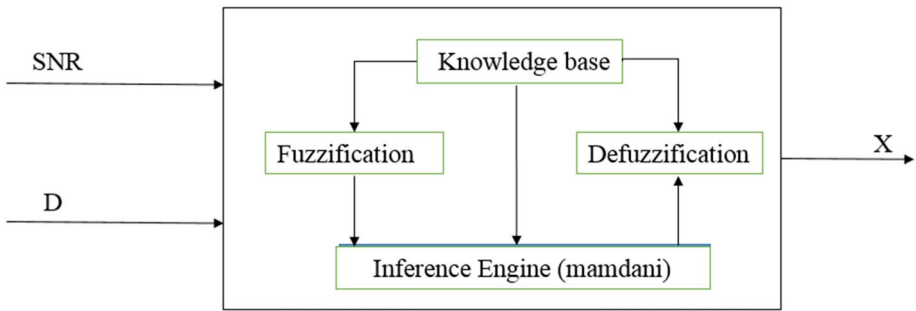 SNR
Knowledge base
Fuzzification
Defuzzification
X
D
Inference Engine (mamdani)